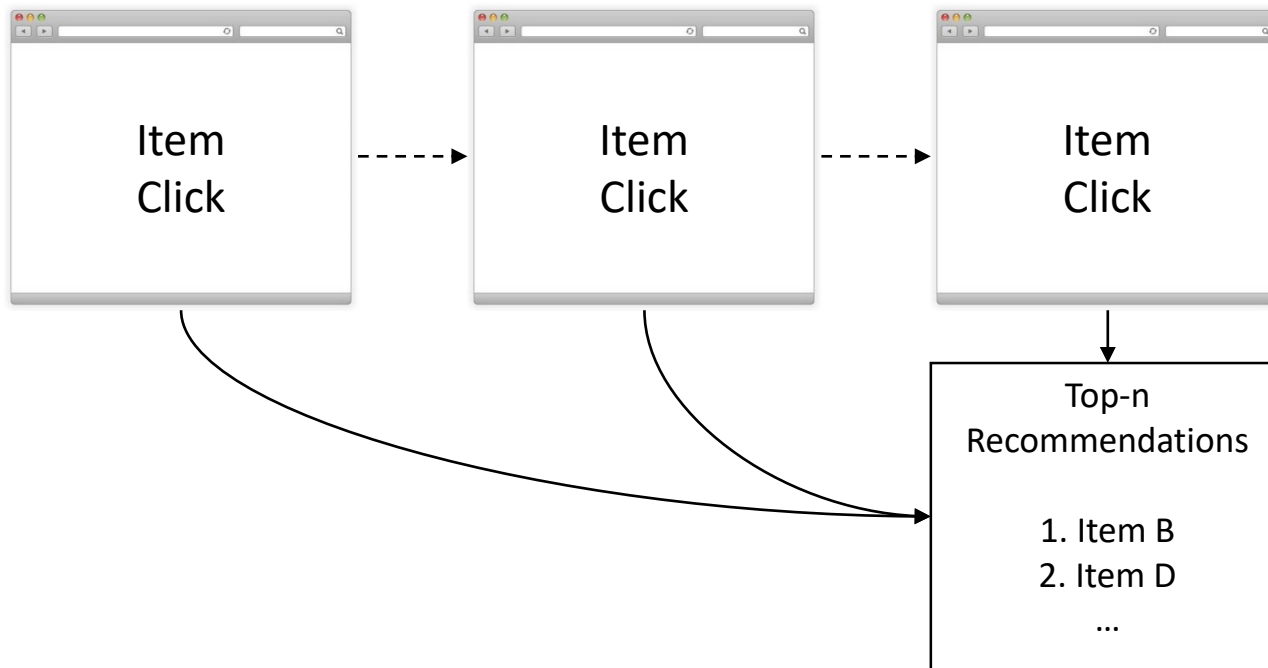 Item
Click
Item
Click
Item
Click
Top-n
Recommendations
1. Item B
2. Item D
...